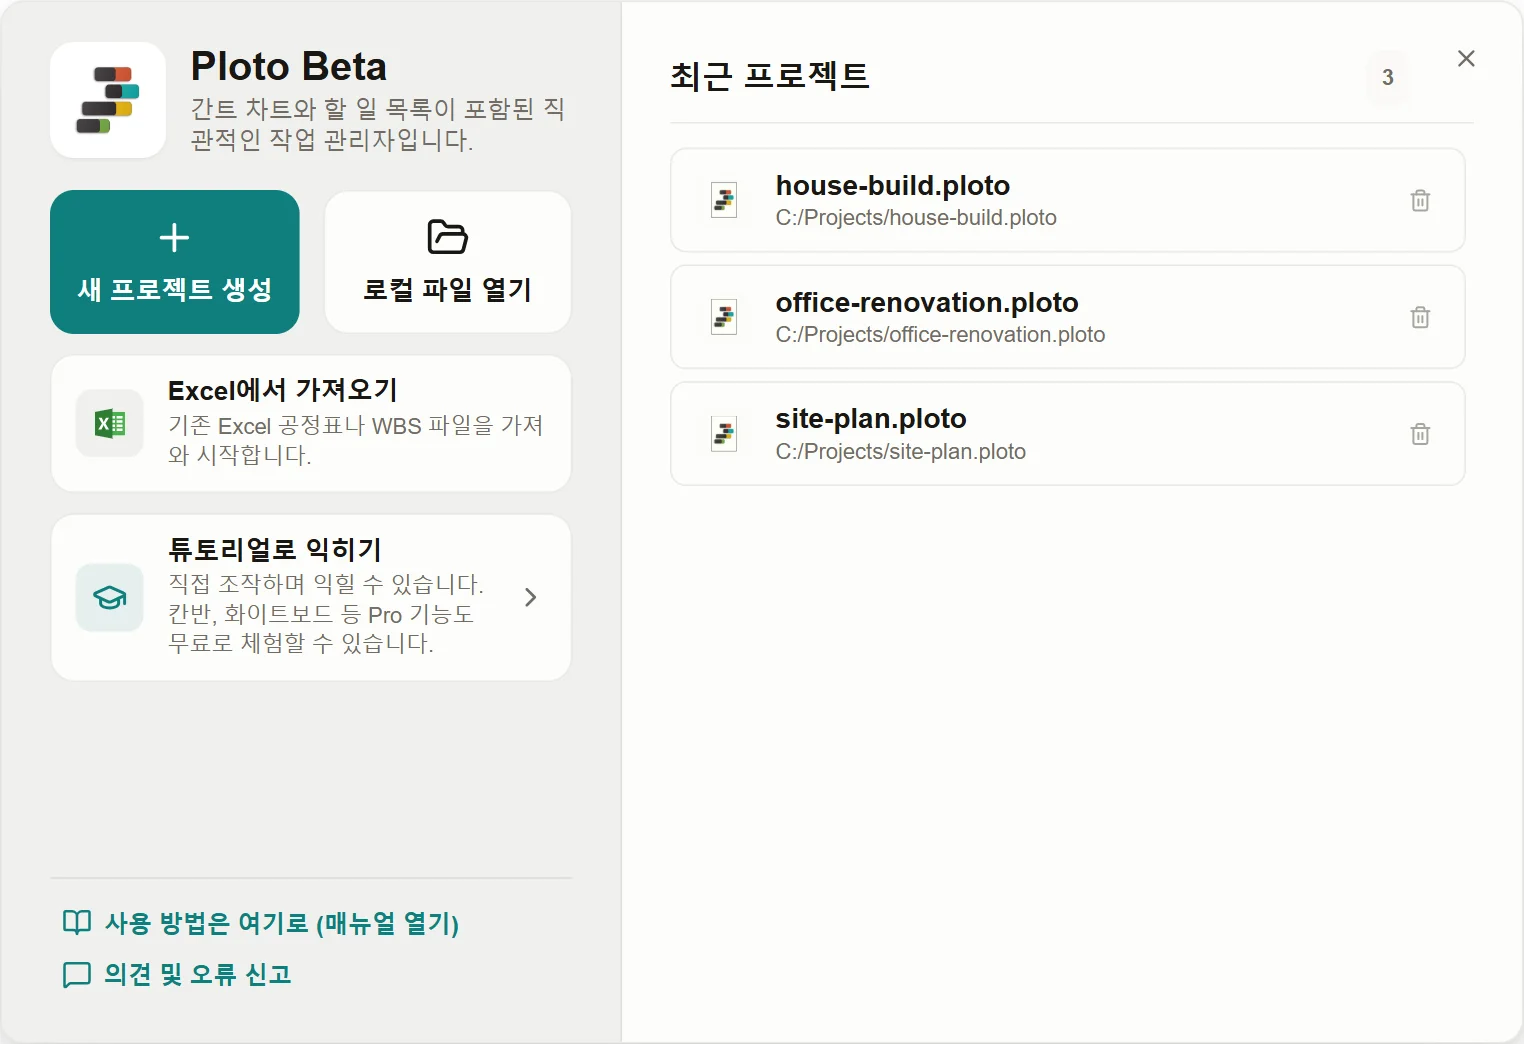 Ploto Beta
간트 차트와 할 일 목록이 포함된 직
관적인 작업 관리자입니다.
새 프로젝트 생성
로컬 파일 열기
Excel에서 가져오기
기존 Excel 공정표나 WBS 파일을 가져
와 시작합니다.
튜토리얼로 익히기
직접 조작하며 익힐 수 있습니다.
칸반, 화이트보드 등 Pro 기능도
무료로 체험할 수 있습니다.
사용 방법은 여기로 (매뉴얼 열기)
의견 및 오류 신고
최근 프로젝트
3
house-build.ploto
C:/Projects/house-build.ploto
office-renovation.ploto
C:/Projects/office-renovation.ploto
site-plan.ploto
C:/Projects/site-plan.ploto